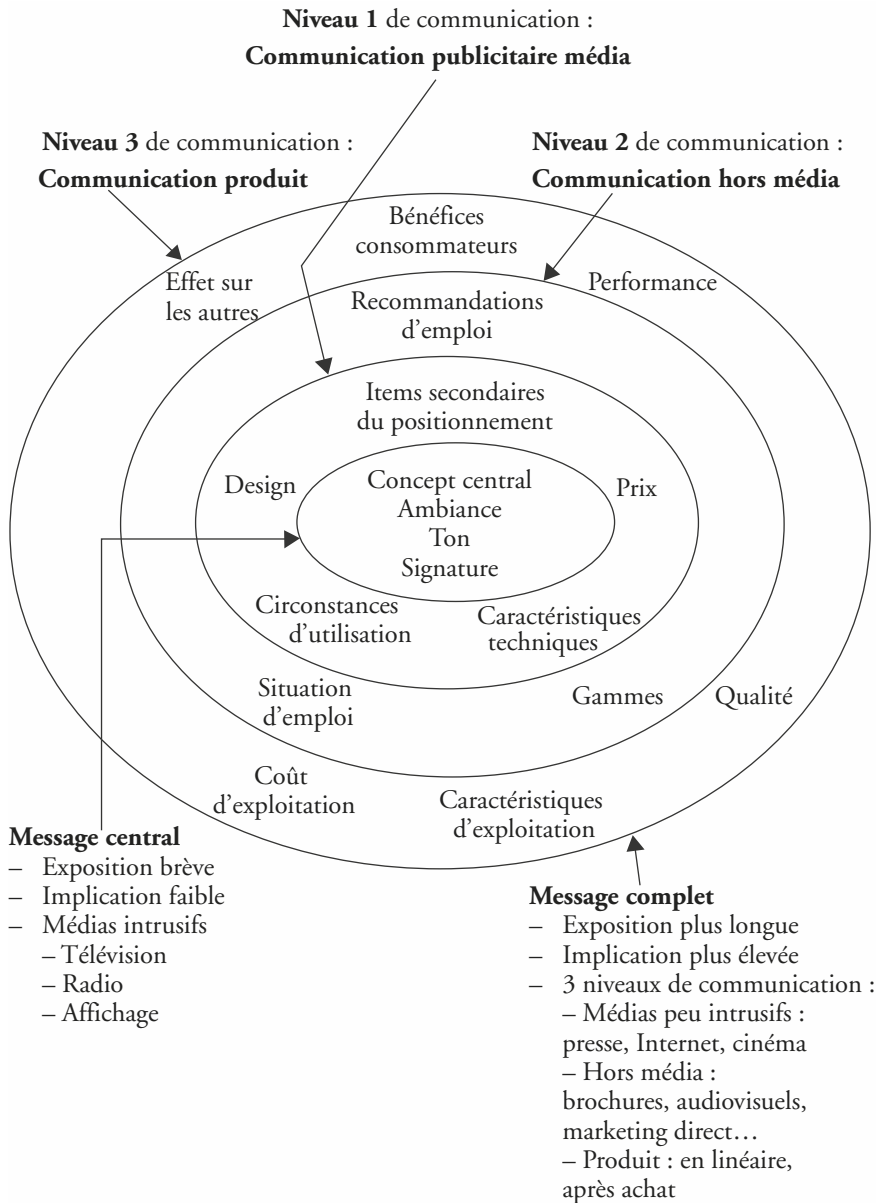 Niveau 1 de communication :
Communication publicitaire média
Niveau 3 de communication :
Communication produit
Niveau 2 de communication :
Communication hors média
Bénéfices
consommateurs
Effet sur
les autres
Performance
Recommandations
d’emploi
Items secondaires
du positionnement
Design
Concept central
Ambiance
Ton
Signature
Prix
Circonstances
d’utilisation
Caractéristiques
techniques
Situation
d’emploi
Gammes
Qualité
Coût
d’exploitation
Caractéristiques
d’exploitation
Message central
– Exposition brève
– Implication faible
– Médias intrusifs
– Télévision
– Radio
– Affichage
Message complet
– Exposition plus longue
– Implication plus élevée
– 3 niveaux de communication :
– Médias peu intrusifs :
presse, Internet, cinéma
– Hors média :
brochures, audiovisuels,
marketing direct…
– Produit : en linéaire,
après achat